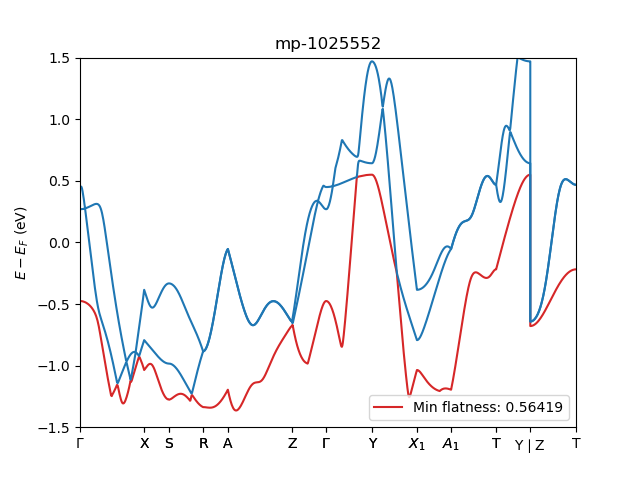 mp-1025552
E − E_F (eV)
1.5
1.0
0.5
0.0
−0.5
−1.0
−1.5
Min flatness: 0.56419
Γ X S R A Z Γ Y X₁ A₁ T Y | Z T